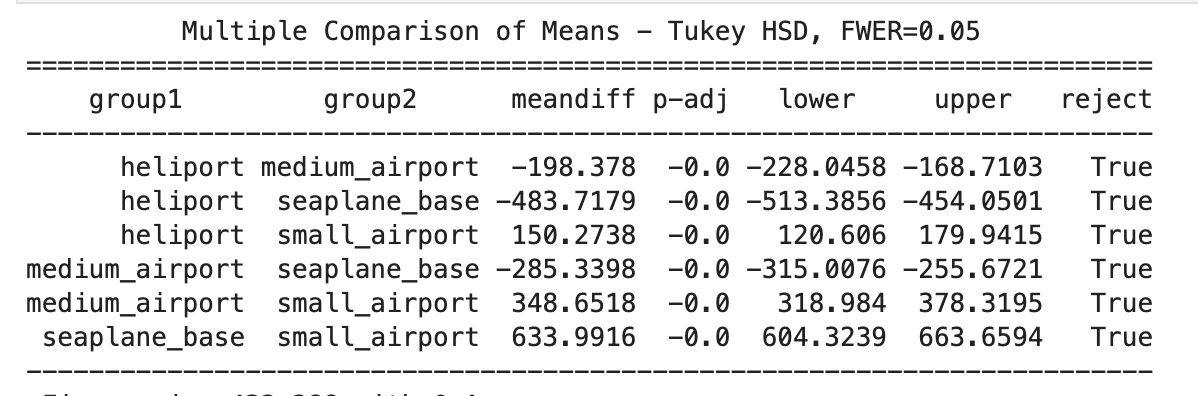 Multiple Comparison of Means - Tukey HSD, FWER=0.05
========================================================================
group1 group2 meandiff p-adj lower upper reject
------------------------------------------------------------------------
heliport medium_airport -198.378 -0.0 -228.0458 -168.7103 True
heliport seaplane_base -483.7179 -0.0 -513.3856 -454.0501 True
heliport small_airport 150.2738 -0.0 120.606 179.9415 True
medium_airport seaplane_base -285.3398 -0.0 -315.0076 -255.6721 True
medium_airport small_airport 348.6518 -0.0 318.984 378.3195 True
seaplane_base small_airport 633.9916 -0.0 604.3239 663.6594 True
------------------------------------------------------------------------